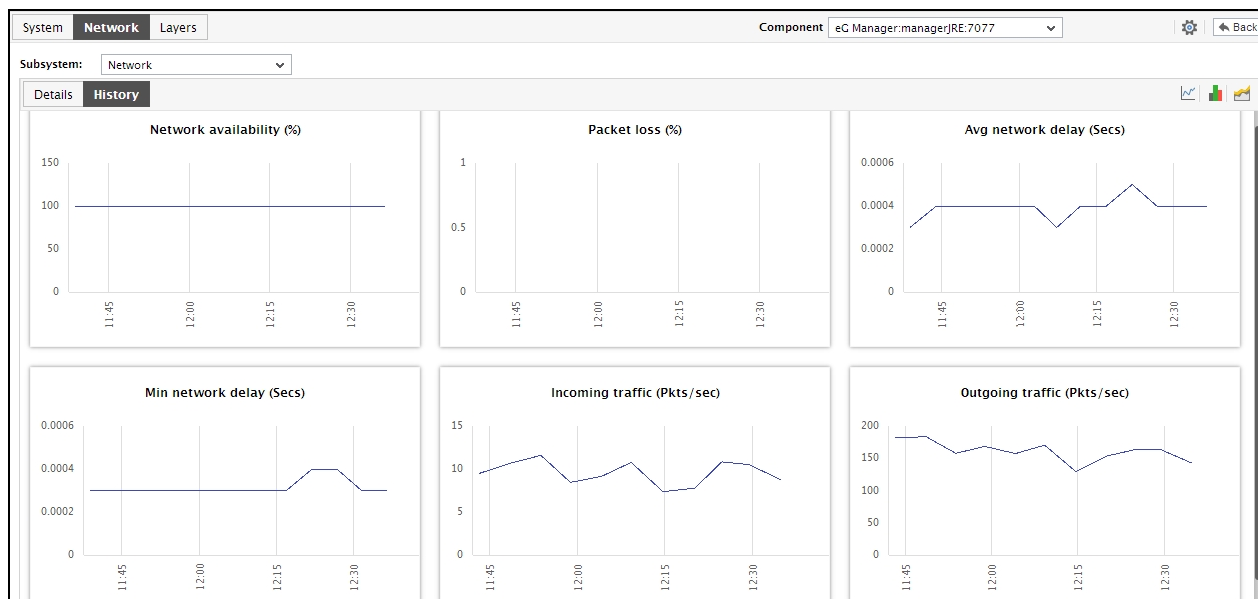 System Network Layers Component eG Manager:managerJRE:7077 Back
Subsystem: Network
Details History
Network availability (%)
150
100
50
0
11:45 12:00 12:15 12:30
Packet loss (%)
1
0.5
0
11:45 12:00 12:15 12:30
Avg network delay (Secs)
0.0006
0.0004
0.0002
0
11:45 12:00 12:15 12:30
Min network delay (Secs)
0.0006
0.0004
0.0002
0
11:45 12:00 12:15 12:30
Incoming traffic (Pkts/sec)
15
10
5
0
11:45 12:00 12:15 12:30
Outgoing traffic (Pkts/sec)
200
150
100
50
0
11:45 12:00 12:15 12:30